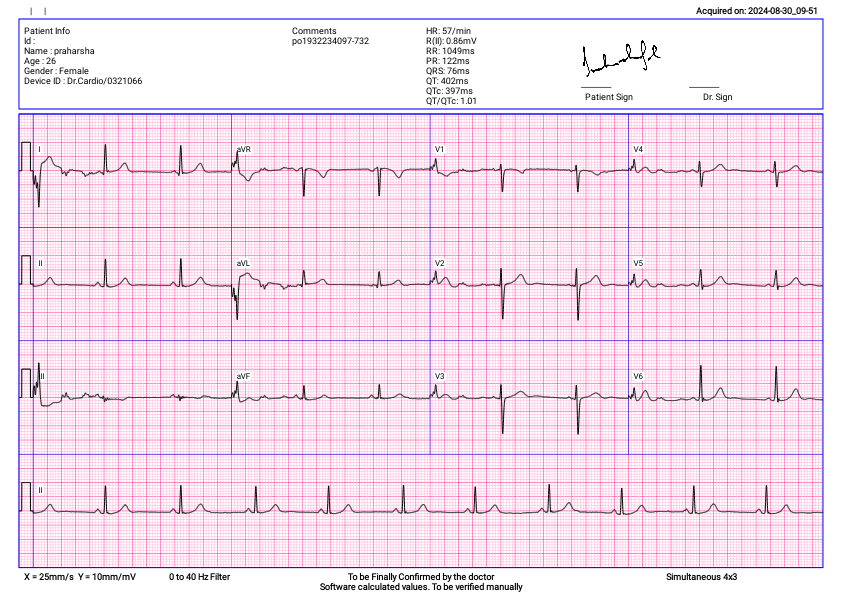 Acquired on: 2024-08-30_09-51
Patient Info
Id :
Name : praharsha
Age : 26
Gender : Female
Device ID : Dr.Cardio/0321066
Comments
po1932234097-732
HR: 57/min
R(II): 0.86mV
RR: 1049ms
PR: 122ms
QRS: 76ms
QT: 402ms
QTc: 397ms
QT/QTc: 1.01
Patient Sign
Dr. Sign
I
aVR
V1
V4
II
aVL
V2
V5
III
aVF
V3
V6
II
X = 25mm/s Y = 10mm/mV
0 to 40 Hz Filter
To be Finally Confirmed by the doctor
Software calculated values. To be verified manually
Simultaneous 4x3